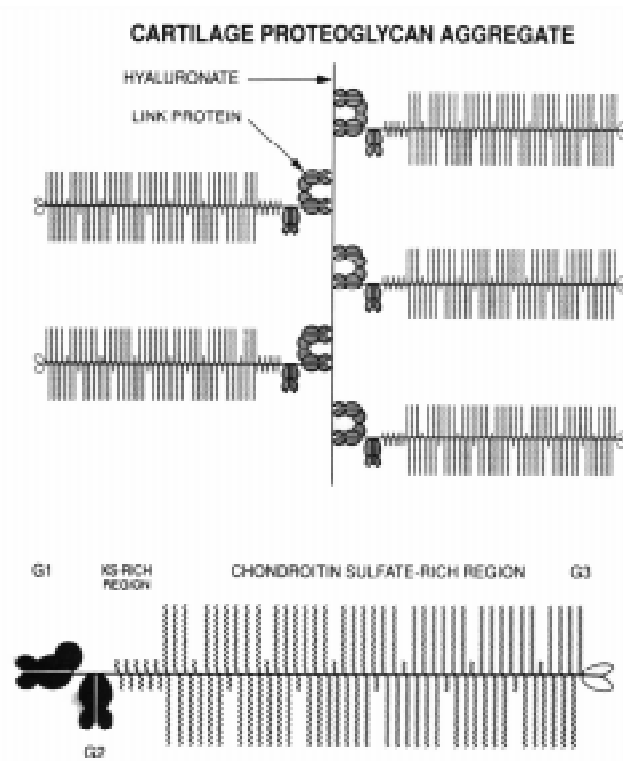 CARTILAGE PROTEOGLYCAN AGGREGATE
HYALURONATE
LINK PROTEIN
G1
KS-RICH
REGION
CHONDROITIN SULFATE-RICH REGION
G3
G2